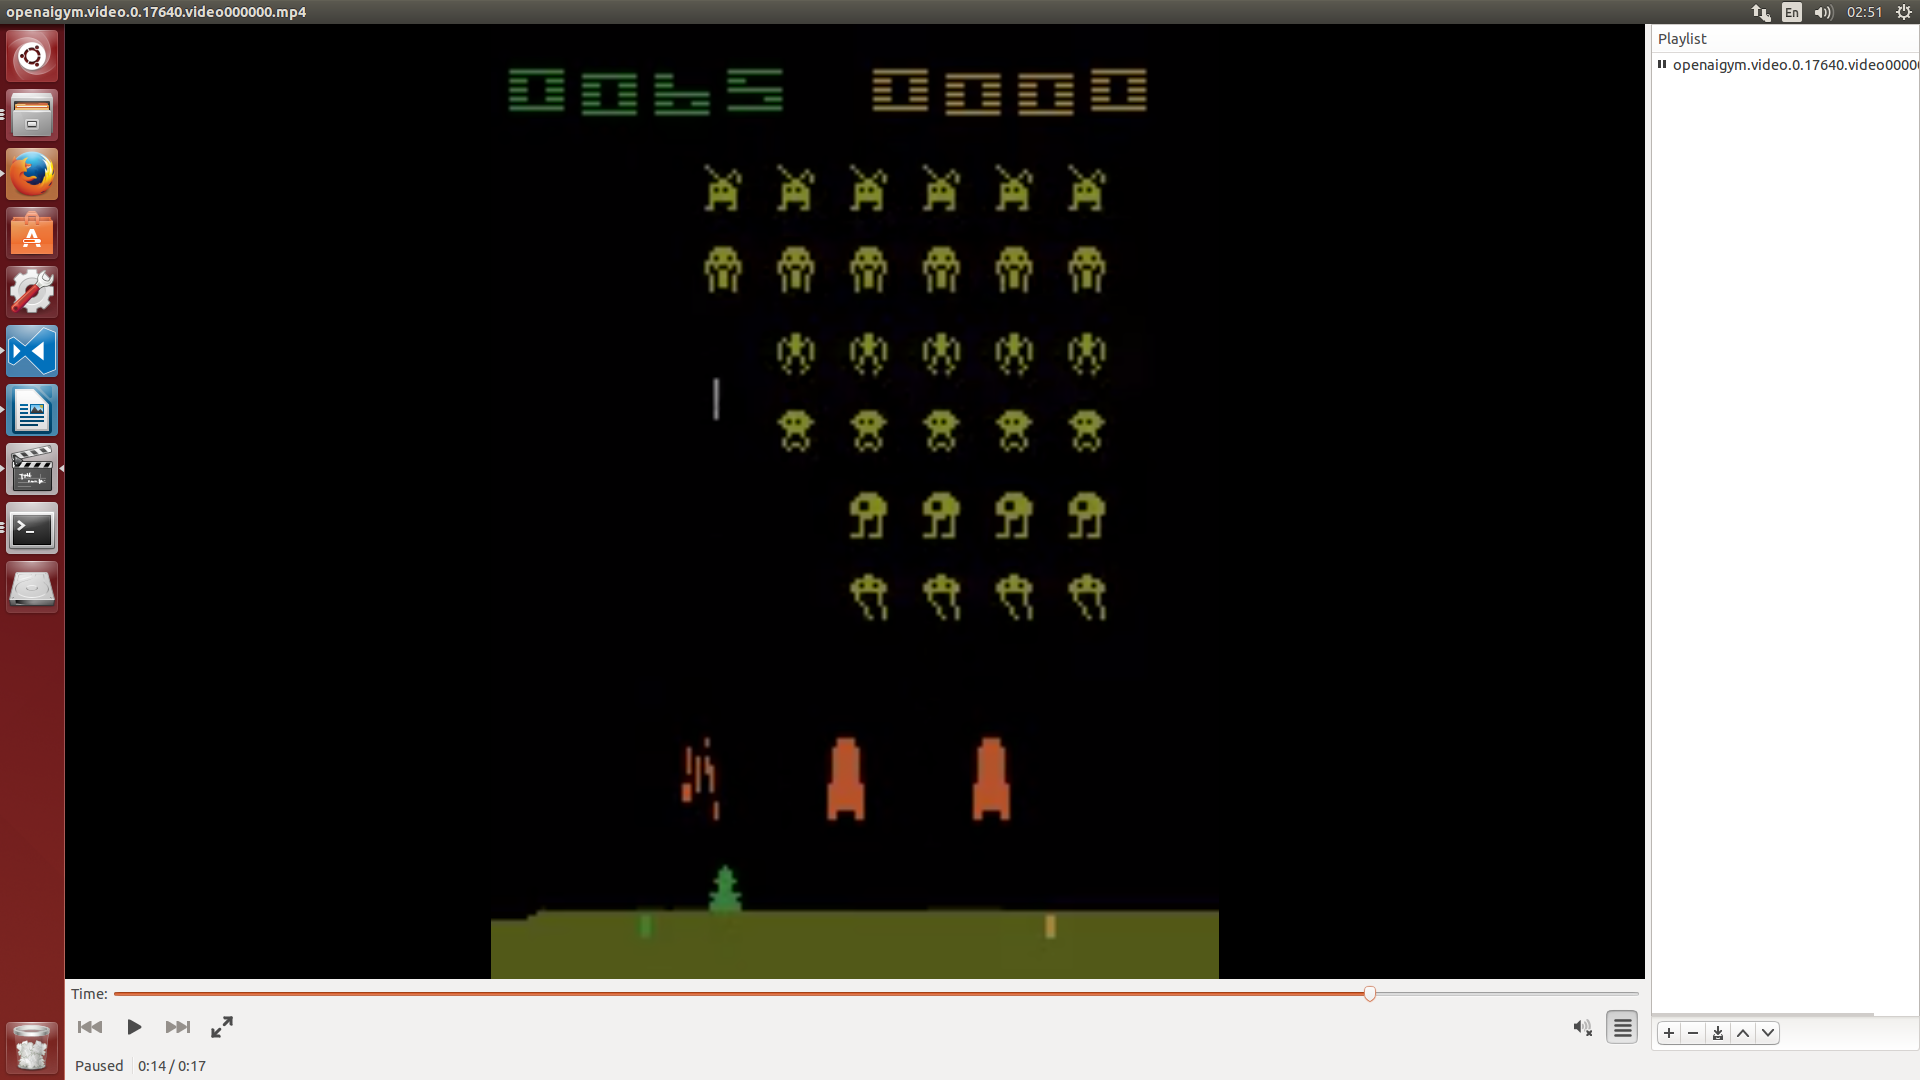 openaigym.video.0.17640.video000000.mp4
En
02:51
Playlist
openaigym.video.0.17640.video0000
0065 0000
Time:
Paused 0:14 / 0:17